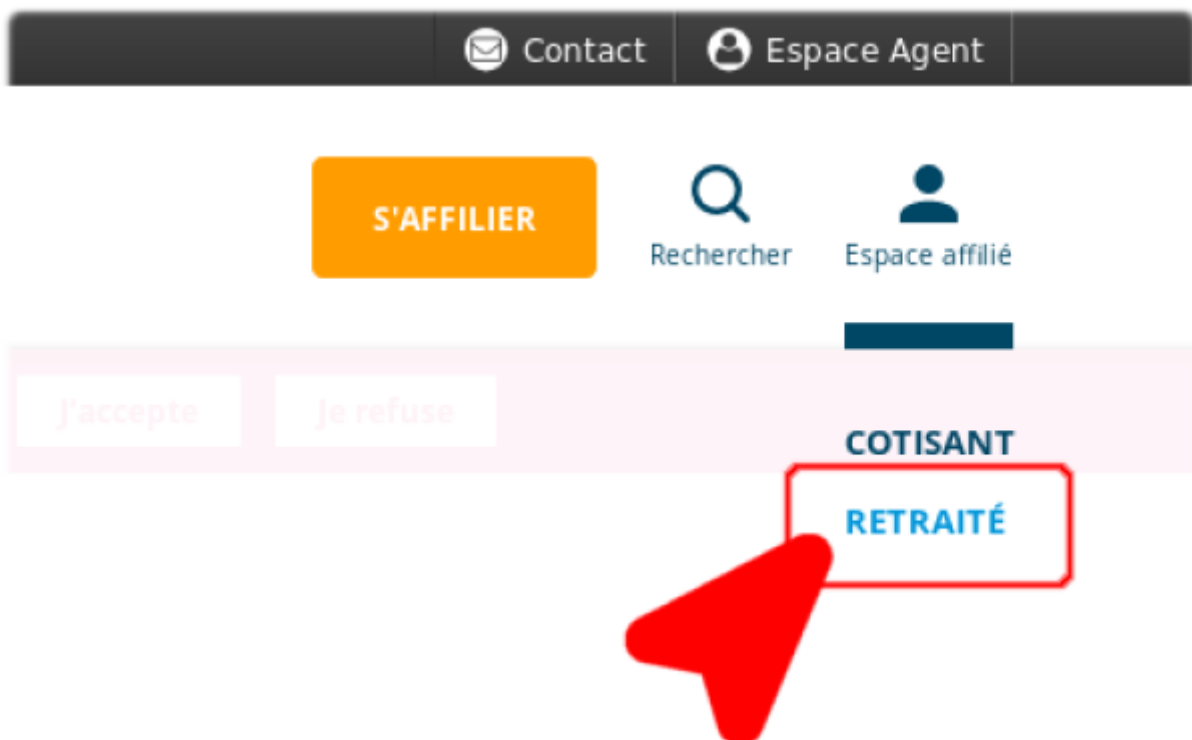 Contact Espace Agent
S'AFFILIER
Rechercher Espace affilié
J'accepte Je refuse
COTISANT
RETRAITÉ